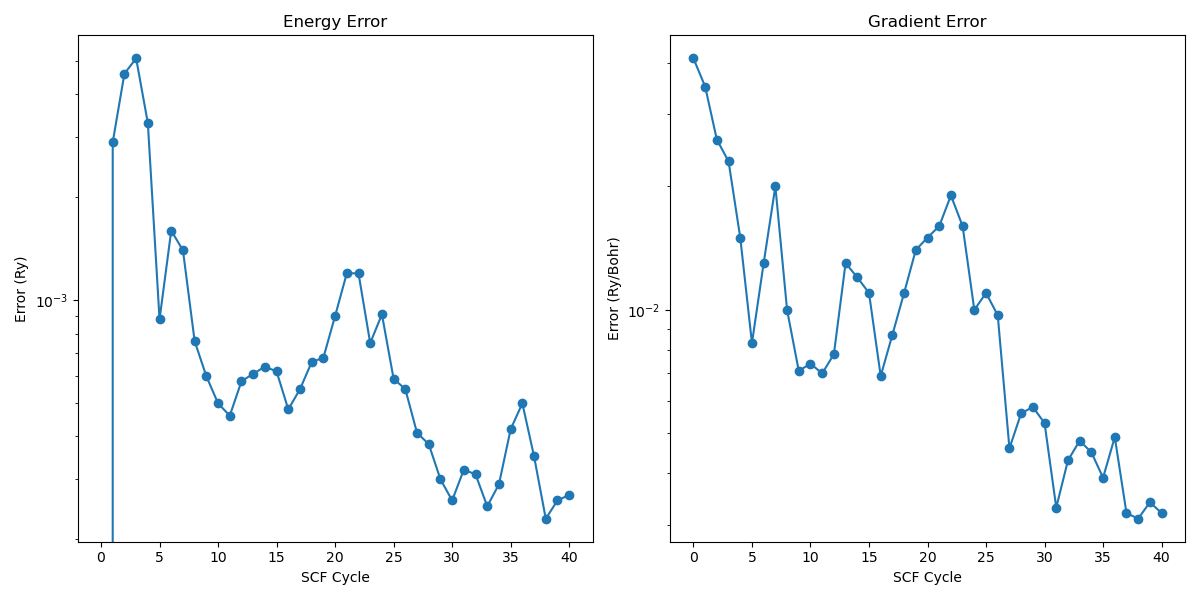 Energy Error
Error (Ry)
10⁻³
0 5 10 15 20 25 30 35 40
SCF Cycle
Gradient Error
Error (Ry/Bohr)
10⁻²
0 5 10 15 20 25 30 35 40
SCF Cycle